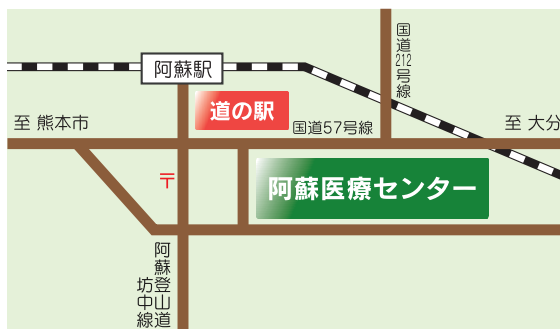 国道212号線
阿蘇駅
道の駅
至 熊本市
国道57号線
至 大分
〒
阿蘇医療センター
阿蘇登山道
坊中線